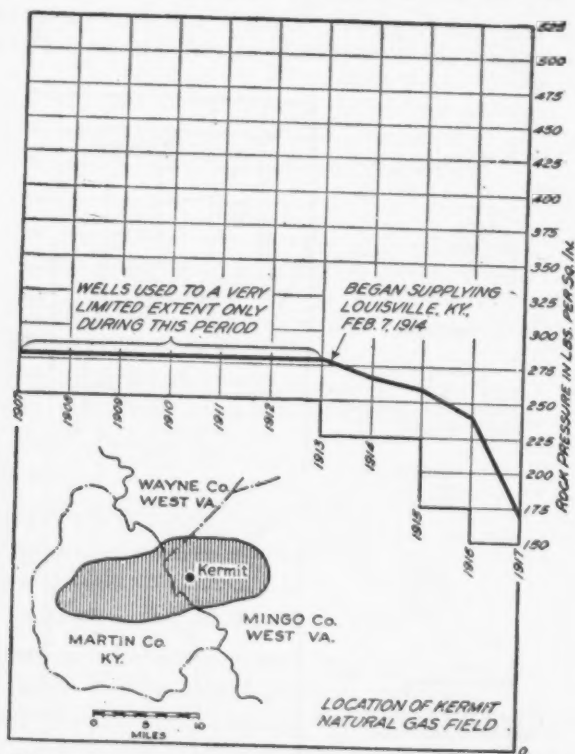 525
500
475
450
425
400
375
350
325
300
275
250
225
200
175
150
0
ROCK PRESSURE IN LBS. PER SQ. IN.
WELLS USED TO A VERY
LIMITED EXTENT ONLY
DURING THIS PERIOD
BEGAN SUPPLYING
LOUISVILLE, KY.
FEB. 7, 1914
1907
1908
1909
1910
1911
1912
1913
1914
1915
1916
1917
WAYNE CO.
WEST VA.
Kermit
MINGO CO.
WEST VA.
MARTIN CO.
KY.
0 5 10
MILES
LOCATION OF KERMIT
NATURAL GAS FIELD